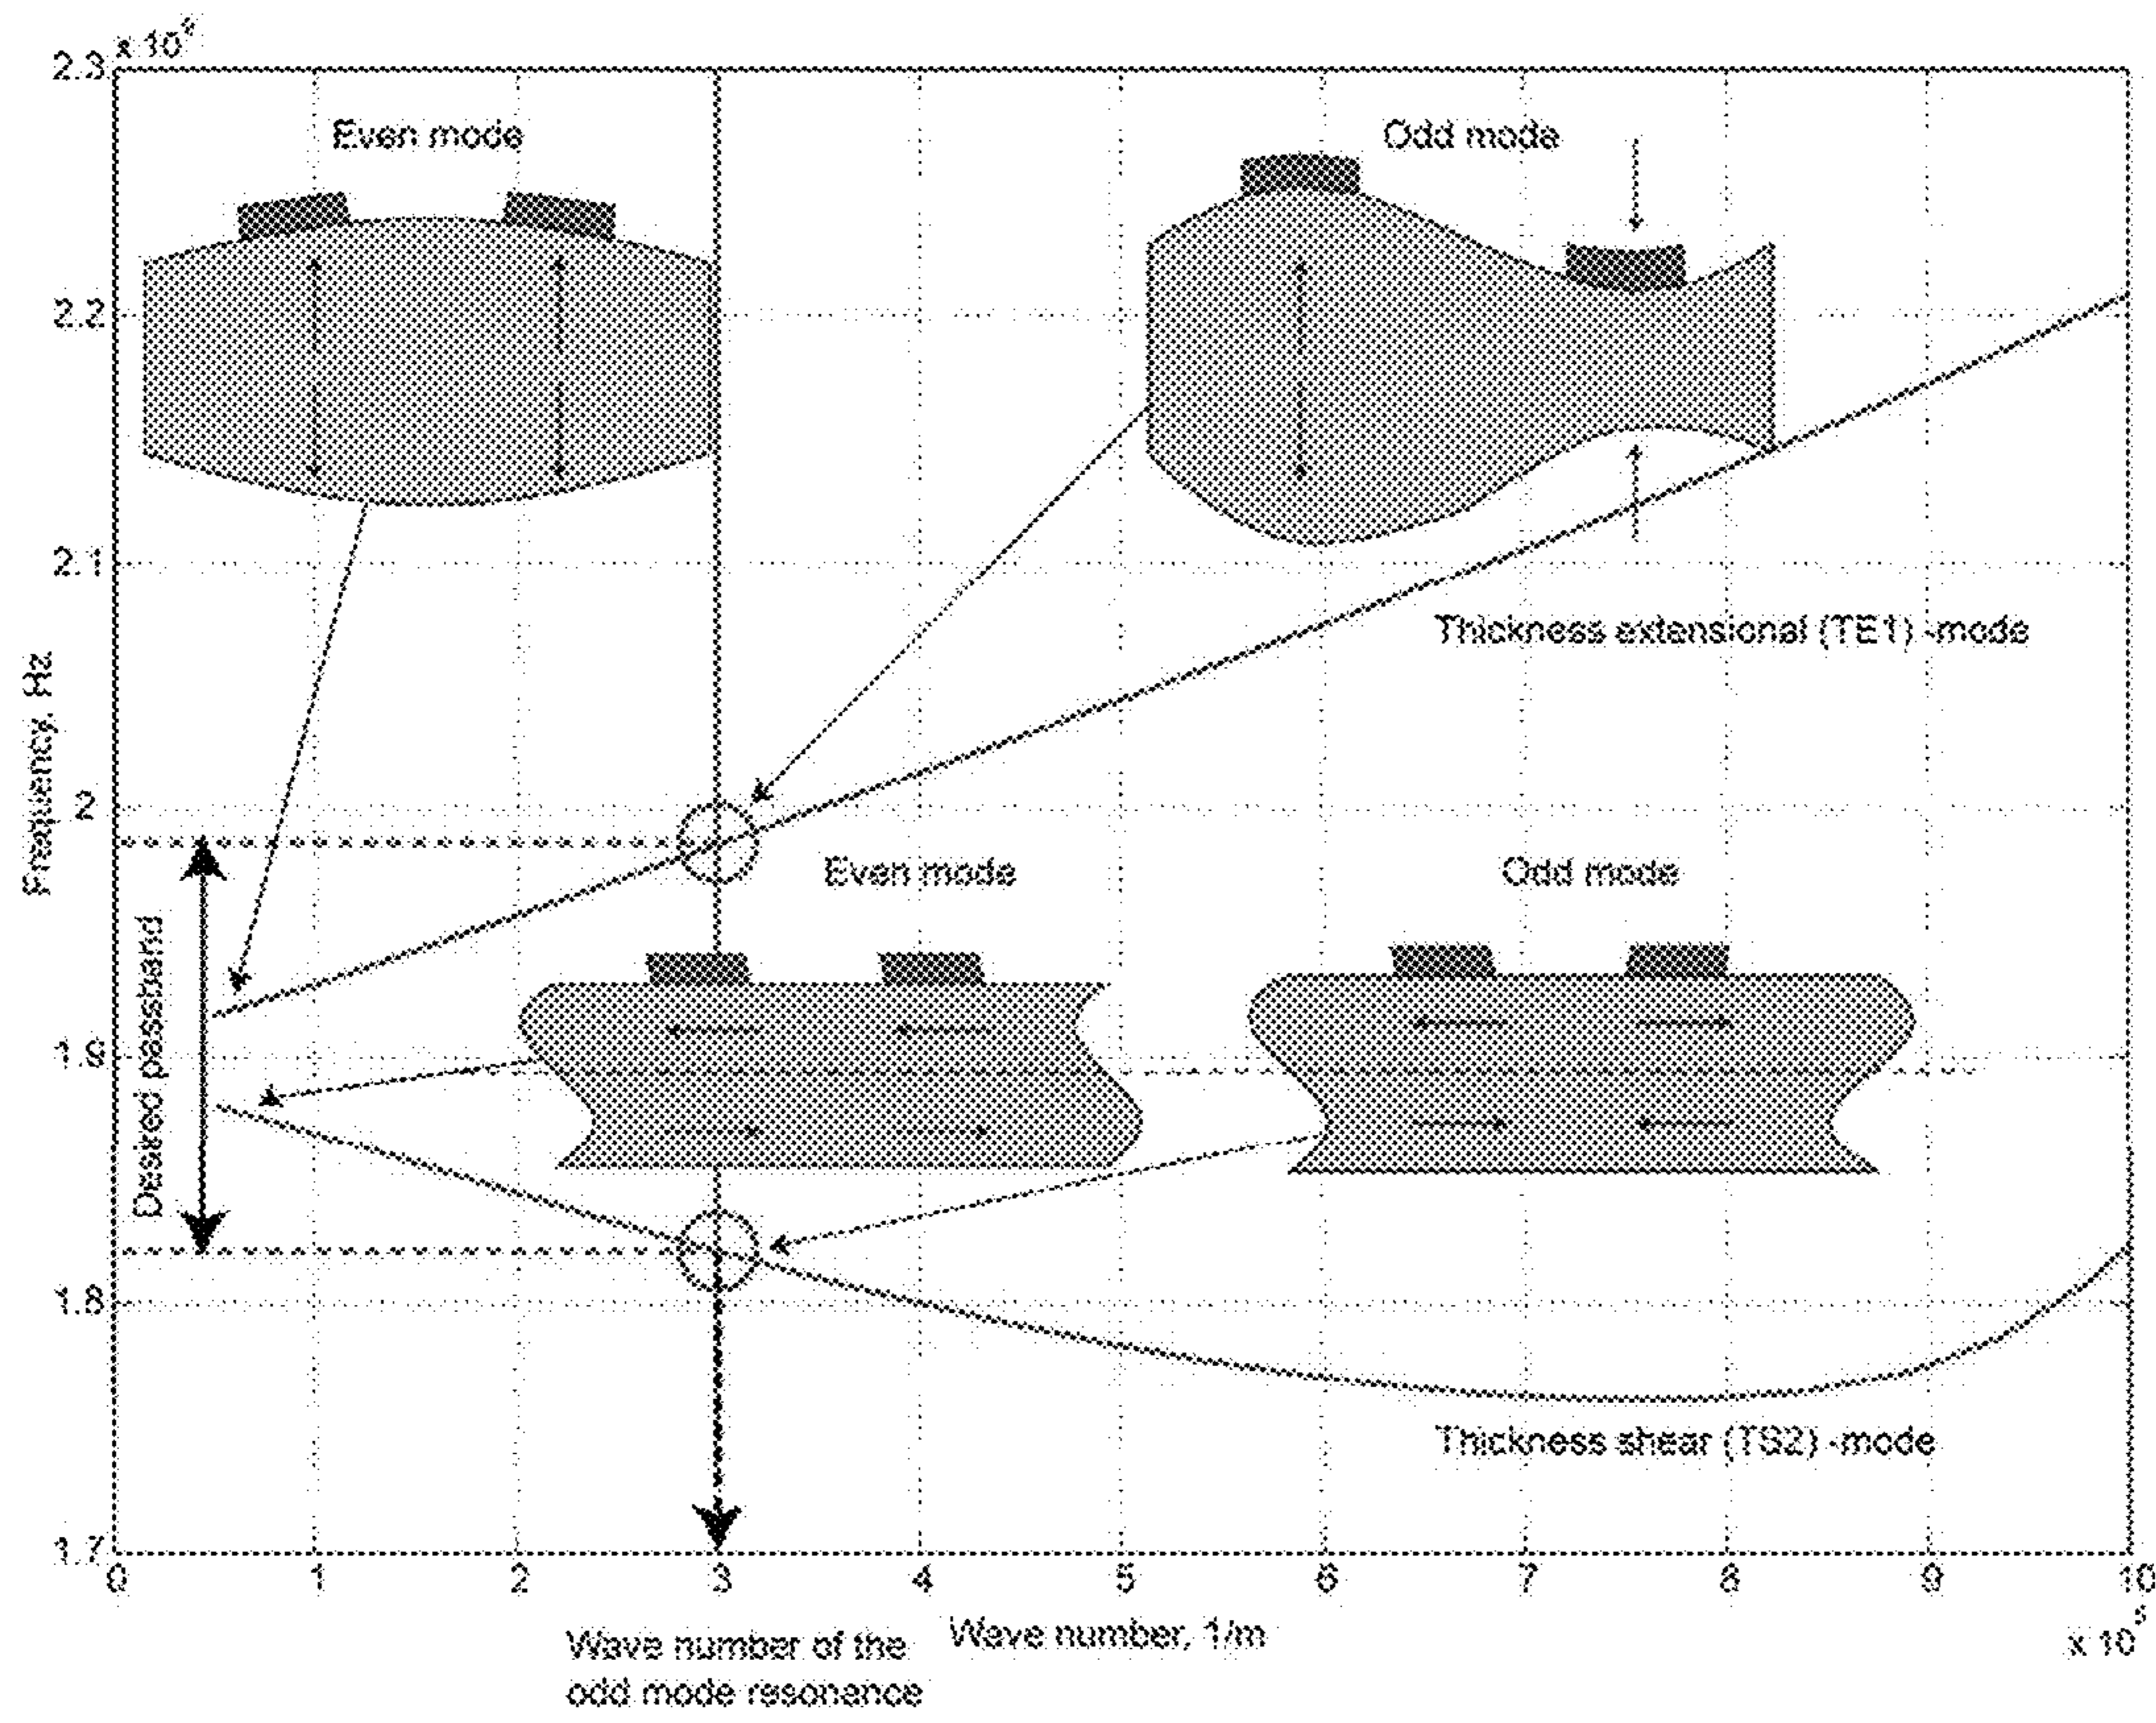 x 10⁹
2.3
Even mode
Odd mode
2.2
2.1
Thickness extensional (TE1) -mode
Frequency, Hz
2
Even mode
Odd mode
Desired passband
1.9
1.8
Thickness shear (TS2) -mode
1.7
0 1 2 3 4 5 6 7 8 9 10
Wave number, 1/m
x 10⁵
Wave number of the
odd mode resonance